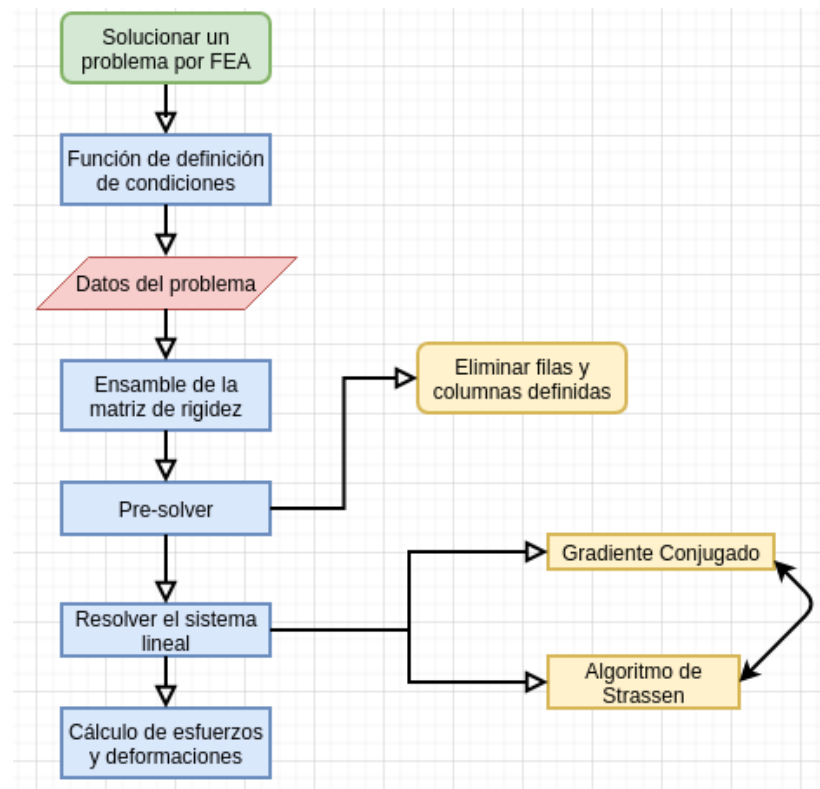 Solucionar un
problema por FEA
Función de definición
de condiciones
Datos del problema
Ensamble de la
matriz de rigidez
Eliminar filas y
columnas definidas
Pre-solver
Gradiente Conjugado
Resolver el sistema
lineal
Algoritmo de
Strassen
Cálculo de esfuerzos
y deformaciones